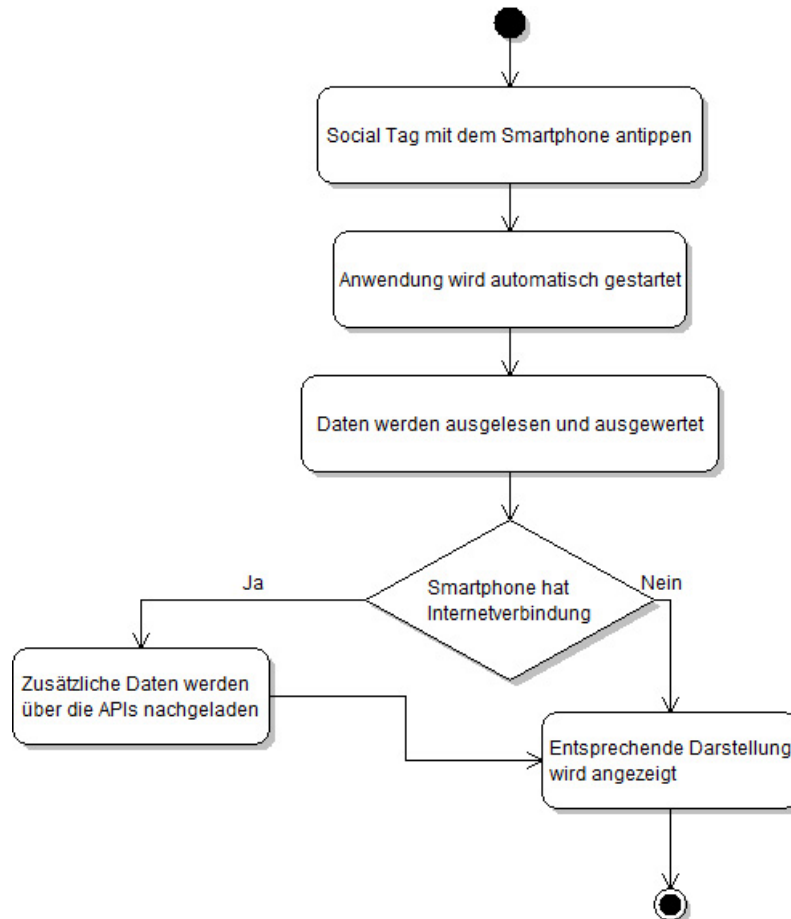 Social Tag mit dem Smartphone antippen
Anwendung wird automatisch gestartet
Daten werden ausgelesen und ausgewertet
Smartphone hat
Internetverbindung
Ja
Nein
Zusätzliche Daten werden
über die APIs nachgeladen
Entsprechende Darstellung
wird angezeigt